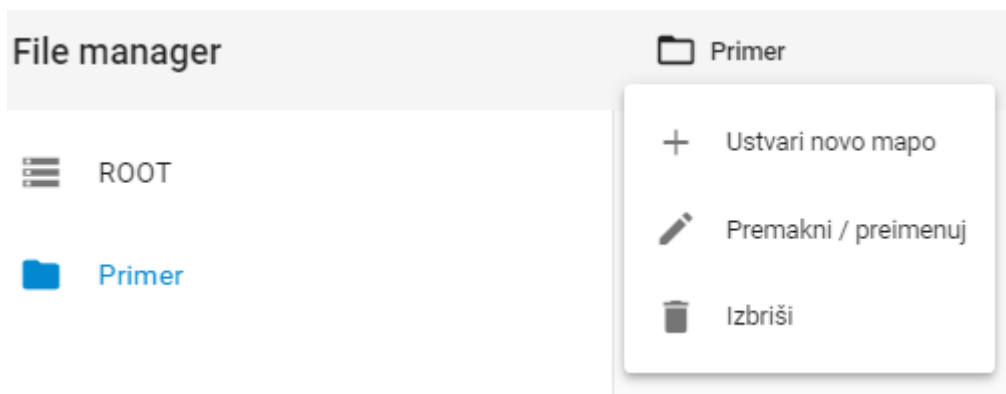 File manager
ROOT
Primer
Primer
Ustvari novo mapo
Premakni / preimenuj
Izbriši